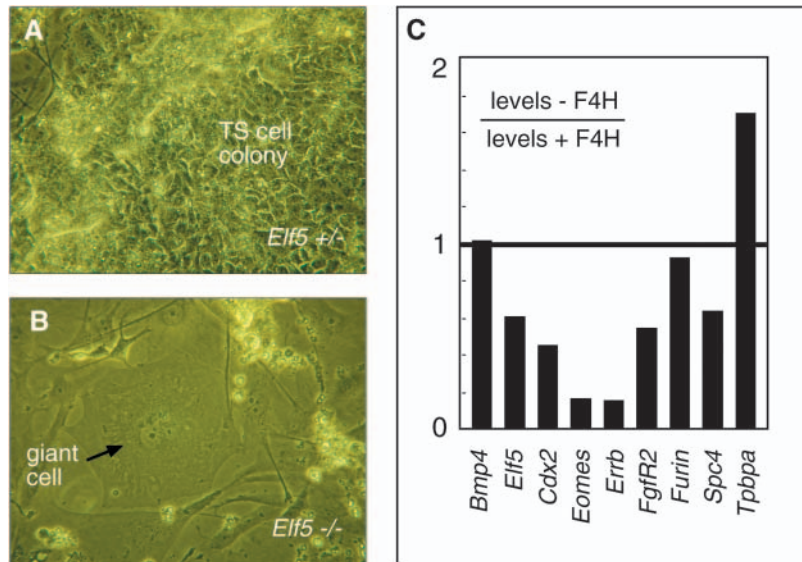 A
TS cell
colony
Elf5 +/-
B
giant
cell
Elf5 -/-
C
2
levels - F4H
levels + F4H
1
0
Bmp4
Elf5
Cdx2
Eomes
Errb
FgfR2
Furin
Spc4
Tpbpa